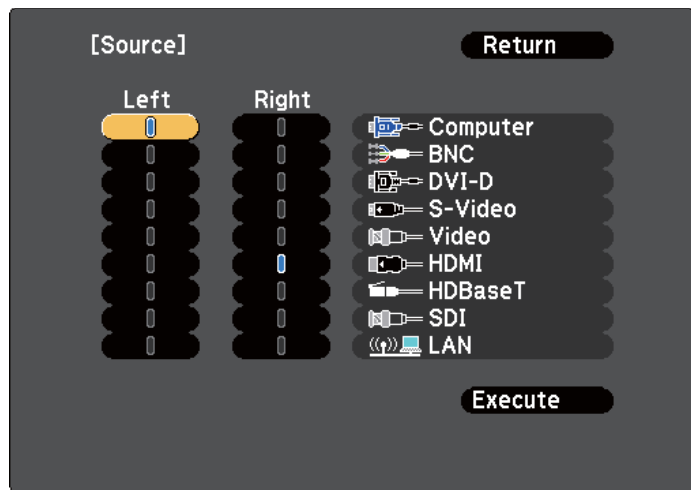 [Source] Return
Left Right
Computer
BNC
DVI-D
S-Video
Video
HDMI
HDBaseT
SDI
LAN
Execute